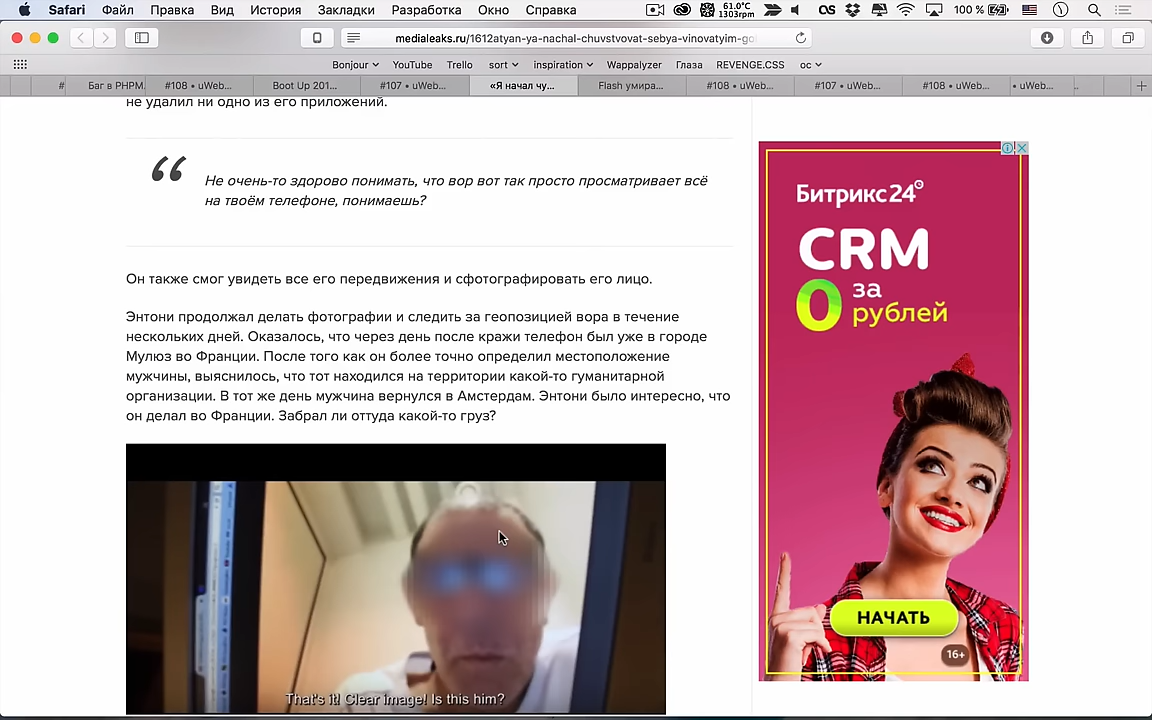 Safari Файл Правка Вид История Закладки Разработка Окно Справка 61.0°C 1303rpm 100 %
medialeaks.ru/1612atyan-ya-nachal-chuvstvovat-sebya-vinovatyim-go
Bonjour YouTube Trello sort inspiration Wappalyzer Глаза REVENGE.CSS ос
# Баг в PHPM #108 • uWeb... Boot Up 201... #107 • uWeb... «Я начал чу... Flash умира... #108 • uWeb... #107 • uWeb... #108 • uWeb... • uWeb...
не удалил ни одно из его приложений.
“
Не очень-то здорово понимать, что вор вот так просто просматривает всё
на твоём телефоне, понимаешь?
Он также смог увидеть все его передвижения и сфотографировать его лицо.
Энтони продолжал делать фотографии и следить за геопозицией вора в течение
нескольких дней. Оказалось, что через день после кражи телефон был уже в городе
Мулюз во Франции. После того как он более точно определил местоположение
мужчины, выяснилось, что тот находился на территории какой-то гуманитарной
организации. В тот же день мужчина вернулся в Амстердам. Энтони было интересно, что
он делал во Франции. Забрал ли оттуда какой-то груз?
That's it! Clear image! Is this him?
Битрикс24
CRM
0 за
рублей
НАЧАТЬ
16+